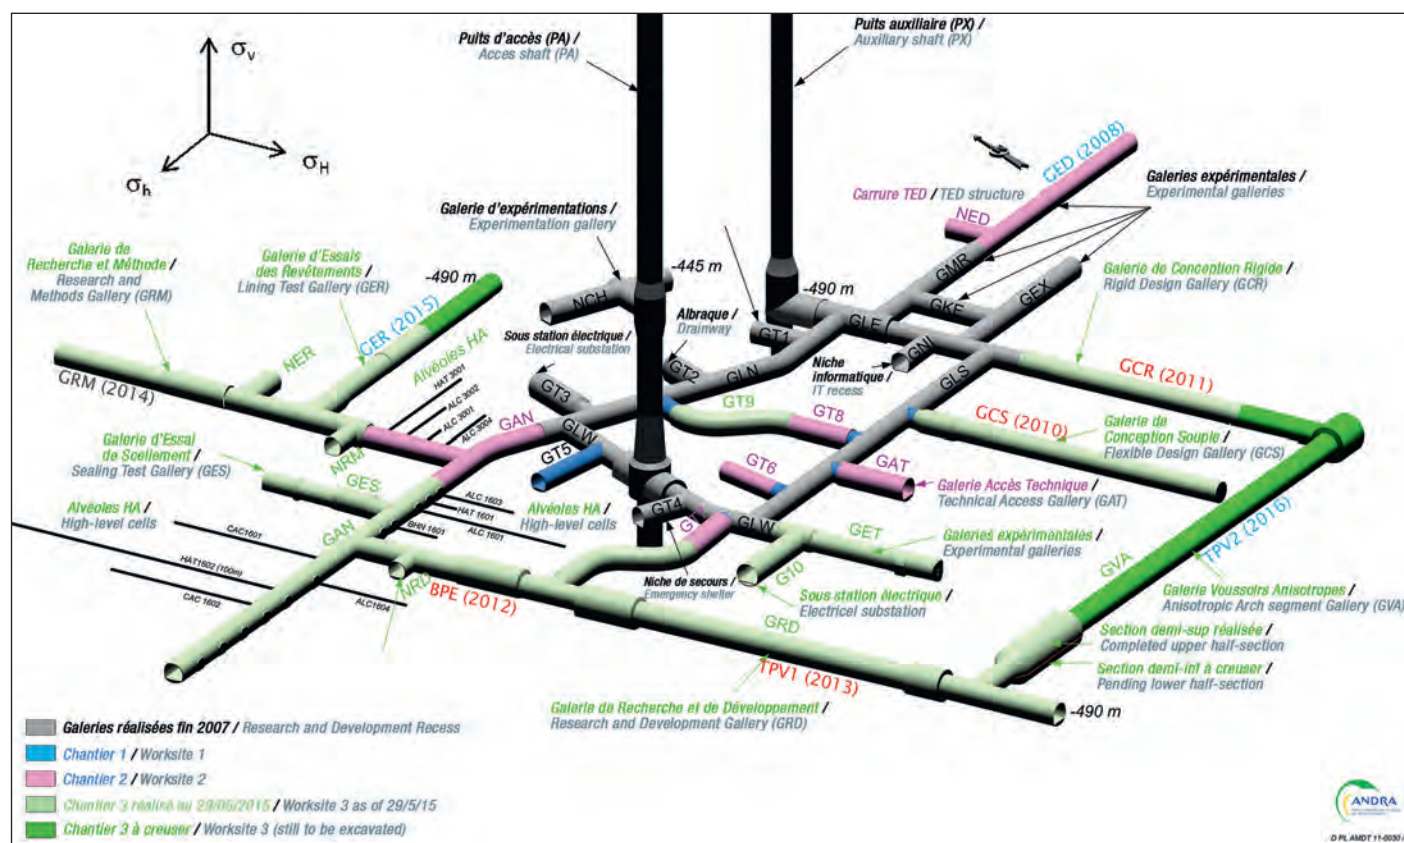 Puits d'accès (PA) /
Acces shaft (PA)
Puits auxiliaire (PX) /
Auxiliary shaft (PX)
σv
σH
σh
GED (2008)
Carrure TED / TED structure
NED
Galeries expérimentales /
Experimental galleries
Galerie d'expérimentations /
Experimentation gallery
Galerie de
Recherche et Méthode /
Research and
Methods Gallery (GRM)
Galerie d'Essais
des Revêtements /
Lining Test Gallery (GER)
-490 m
-445 m
-490 m
GMR
GKE
GEX
Galerie de Conception Rigide /
Rigid Design Gallery (GCR)
NCH
Albraque /
Drainway
GT1
GLE
GNI
Sous station électrique /
Electrical substation
GER (2015)
NER
Alvéoles HA
GRM (2014)
HAT 3001
ALC 3002
ALC 3001
ALC 3004
GT3
GT2
GLN
Niche
informatique /
IT recess
GLS
GCR (2011)
GAN
GT9
GT8
GCS (2010)
Galerie de
Conception Souple /
Flexible Design Gallery (GCS)
Galerie d'Essai
de Scellement /
Sealing Test Gallery (GES)
NRM
GES
GLW
GT5
GT6
GAT
Galerie Accès Technique /
Technical Access Gallery (GAT)
Alvéoles HA /
High-level cells
ALC 1603
HAT 1601
ALC 1601
BHN 1601
Alvéoles HA /
High-level cells
GT4
GT7
GLW
GET
Galeries expérimentales /
Experimental galleries
CAC1601
GAN
HAT1602 (100m)
CAC 1602
ALC1604
NRD
BPE (2012)
Niche de secours /
Emergency shelter
G10
Sous station électrique /
Electricel substation
GVA
TPV2 (2016)
Galerie Voussoirs Anisotropes /
Anisotropic Arch segment Gallery (GVA)
GRD
TPV1 (2013)
Section demi-sup réalisée /
Completed upper half-section
Section demi-inf à creuser /
Pending lower half-section
Galerie de Recherche et de Développement /
Research and Development Gallery (GRD)
-490 m
Galeries réalisées fin 2007 / Research and Development Recess
Chantier 1 / Worksite 1
Chantier 2 / Worksite 2
Chantier 3 réalisé au 29/05/2015 / Worksite 3 as of 29/5/15
Chantier 3 à creuser / Worksite 3 (still to be excavated)
ANDRA